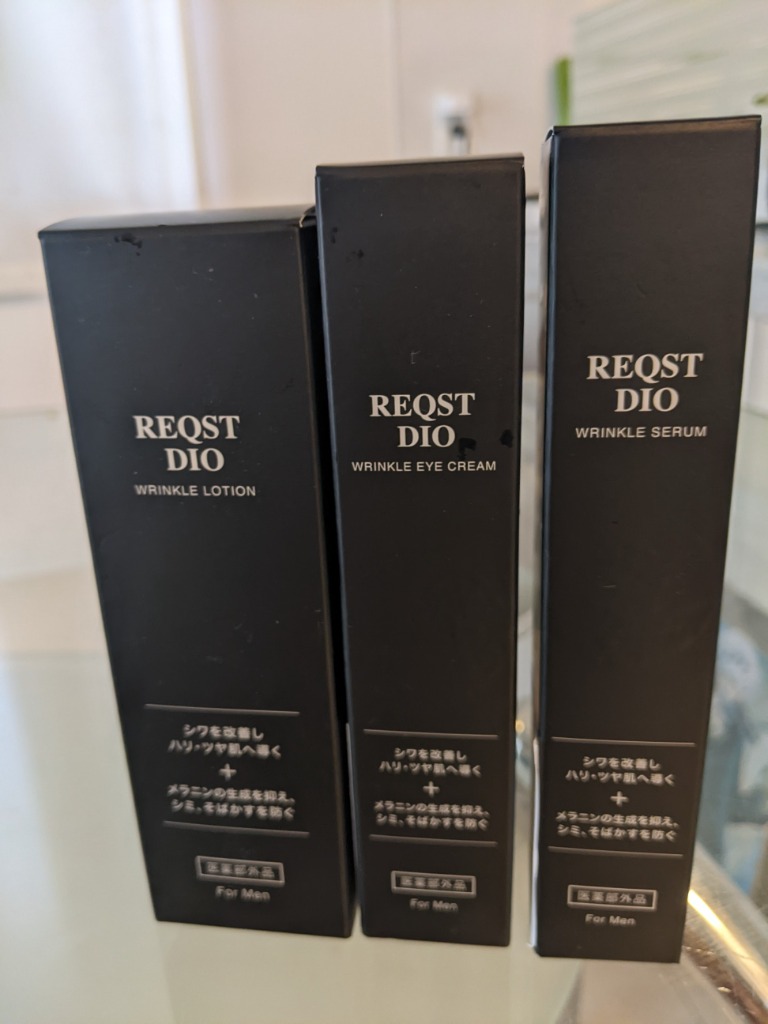 REQST
DIO
WRINKLE LOTION
シワを改善し
ハリ・ツヤ肌へ導く
+
メラニンの生成を抑え、
シミ、そばかすを防ぐ
医薬部外品
For Men
REQST
DIO
WRINKLE EYE CREAM
シワを改善し
ハリ・ツヤ肌へ導く
+
メラニンの生成を抑え、
シミ、そばかすを防ぐ
医薬部外品
For Men
REQST
DIO
WRINKLE SERUM
シワを改善し
ハリ・ツヤ肌へ導く
+
メラニンの生成を抑え、
シミ、そばかすを防ぐ
医薬部外品
For Men